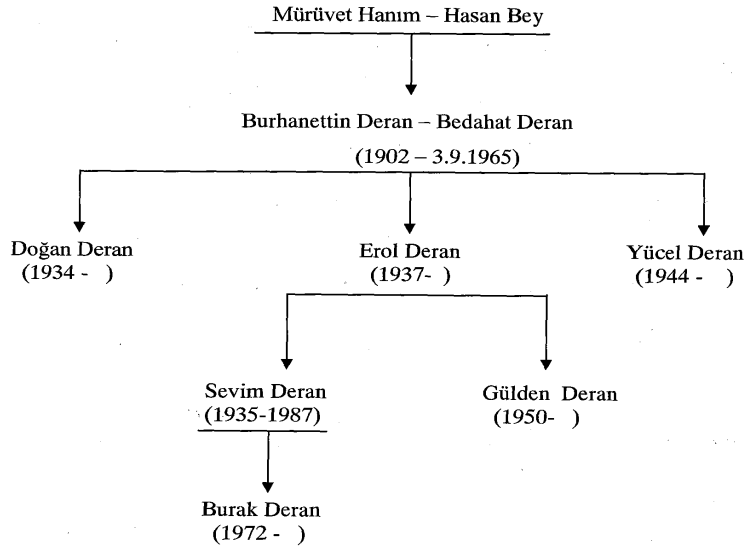 Mürüvet Hanım – Hasan Bey
Burhanettin Deran – Bedahat Deran
(1902 – 3.9.1965)
Doğan Deran
(1934 -   )
Erol Deran
(1937-   )
Yücel Deran
(1944 -   )
Sevim Deran
(1935-1987)
Gülden Deran
(1950-   )
Burak Deran
(1972 -   )